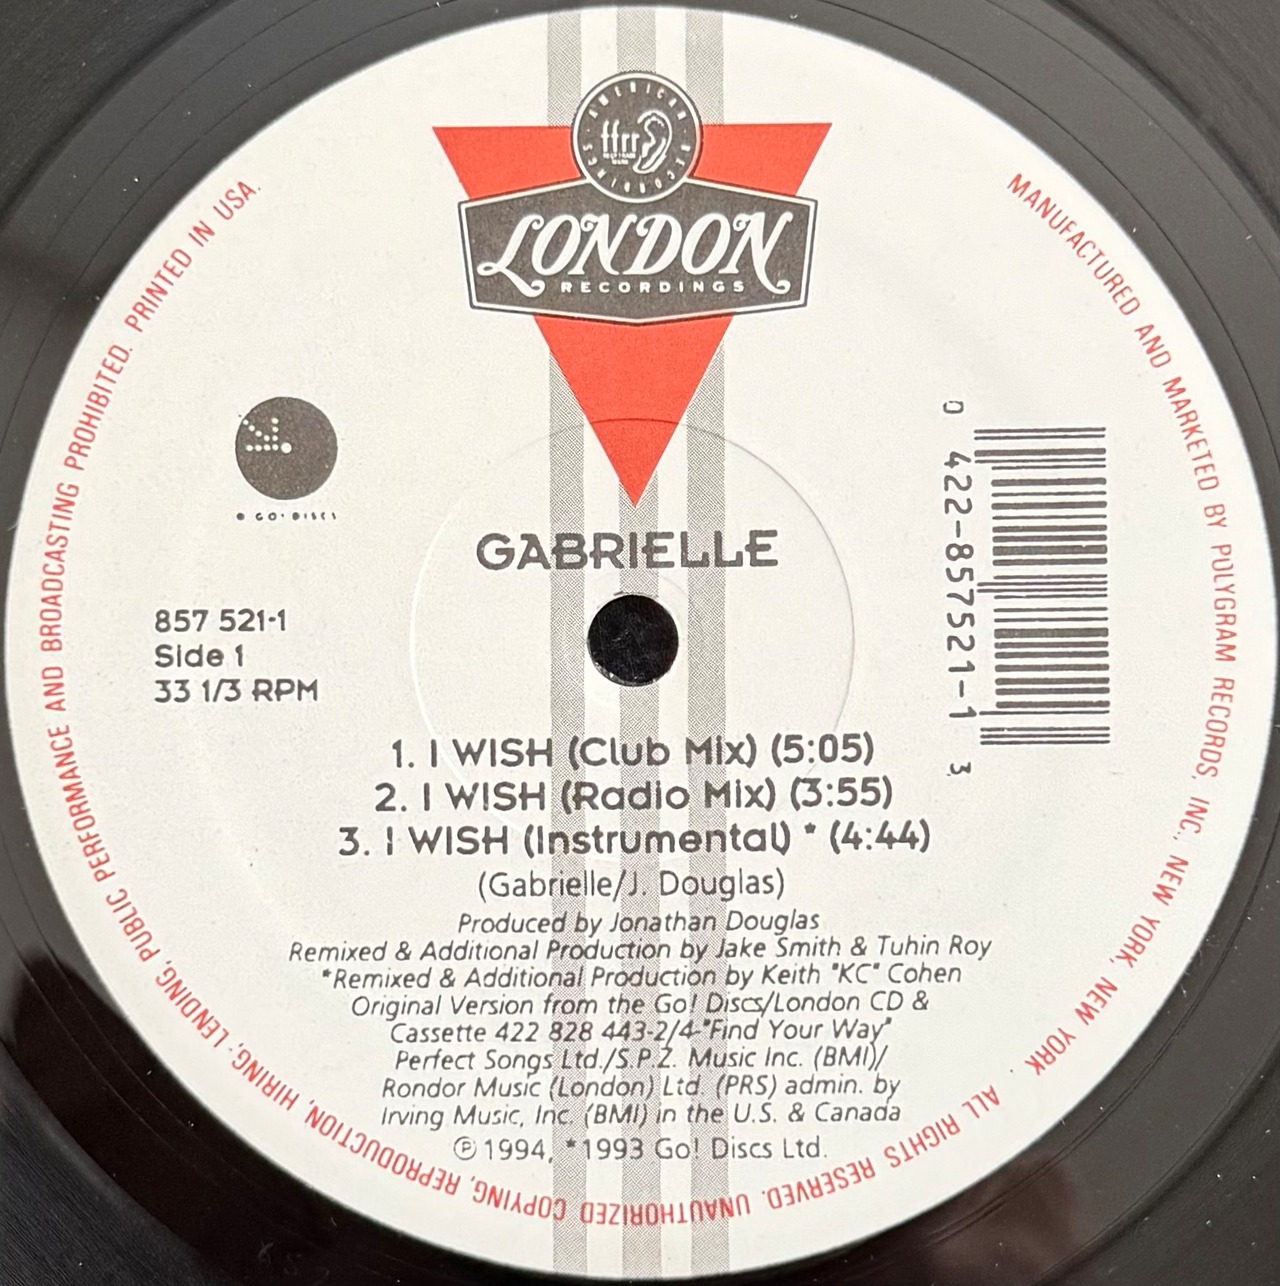 AMERICAN RECORDINGS
ffrr
LONDON
RECORDINGS
GO! DISCS
GABRIELLE
857 521-1
Side 1
33 1/3 RPM
0 422-857521-1 3
1. I WISH (Club Mix) (5:05)
2. I WISH (Radio Mix) (3:55)
3. I WISH (Instrumental) * (4:44)
(Gabrielle/J. Douglas)
Produced by Jonathan Douglas
Remixed & Additional Production by Jake Smith & Tuhin Roy
*Remixed & Additional Production by Keith "KC" Cohen
Original Version from the Go! Discs/London CD &
Cassette 422 828 443-2/4-"Find Your Way"
Perfect Songs Ltd./S.P.Z. Music Inc. (BMI)/
Rondor Music (London) Ltd. (PRS) admin. by
Irving Music, Inc. (BMI) in the U.S. & Canada
℗ 1994, *1993 Go! Discs Ltd.
MANUFACTURED AND MARKETED BY POLYGRAM RECORDS, INC., NEW YORK, NEW YORK · ALL RIGHTS RESERVED. UNAUTHORIZED COPYING, REPRODUCTION, HIRING, LENDING, PUBLIC PERFORMANCE AND BROADCASTING PROHIBITED. PRINTED IN USA.